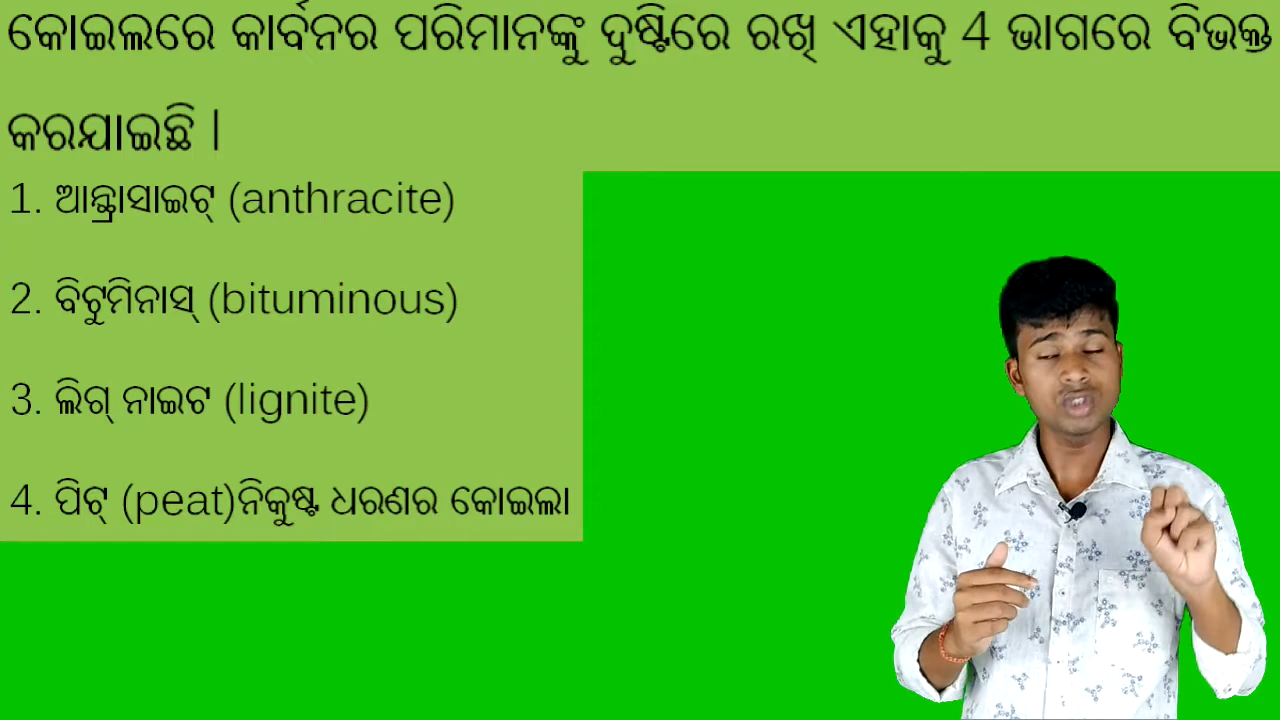 କୋଇଲରେ କାର୍ବନର ପରିମାନଙ୍କୁ ଦୁଷ୍ଟିରେ ରଖି ଏହାକୁ 4 ଭାଗରେ ବିଭକ୍ତ
କରଯାଇଛି |
1. ଆନ୍ଥ୍ରାସାଇଟ୍ (anthracite)
2. ବିଟୁମିନାସ୍ (bituminous)
3. ଲିଗ୍ ନାଇଟ (lignite)
4. ପିଟ୍ (peat)ନିକୁଷ୍ଟ ଧରଣର କୋଇଲା